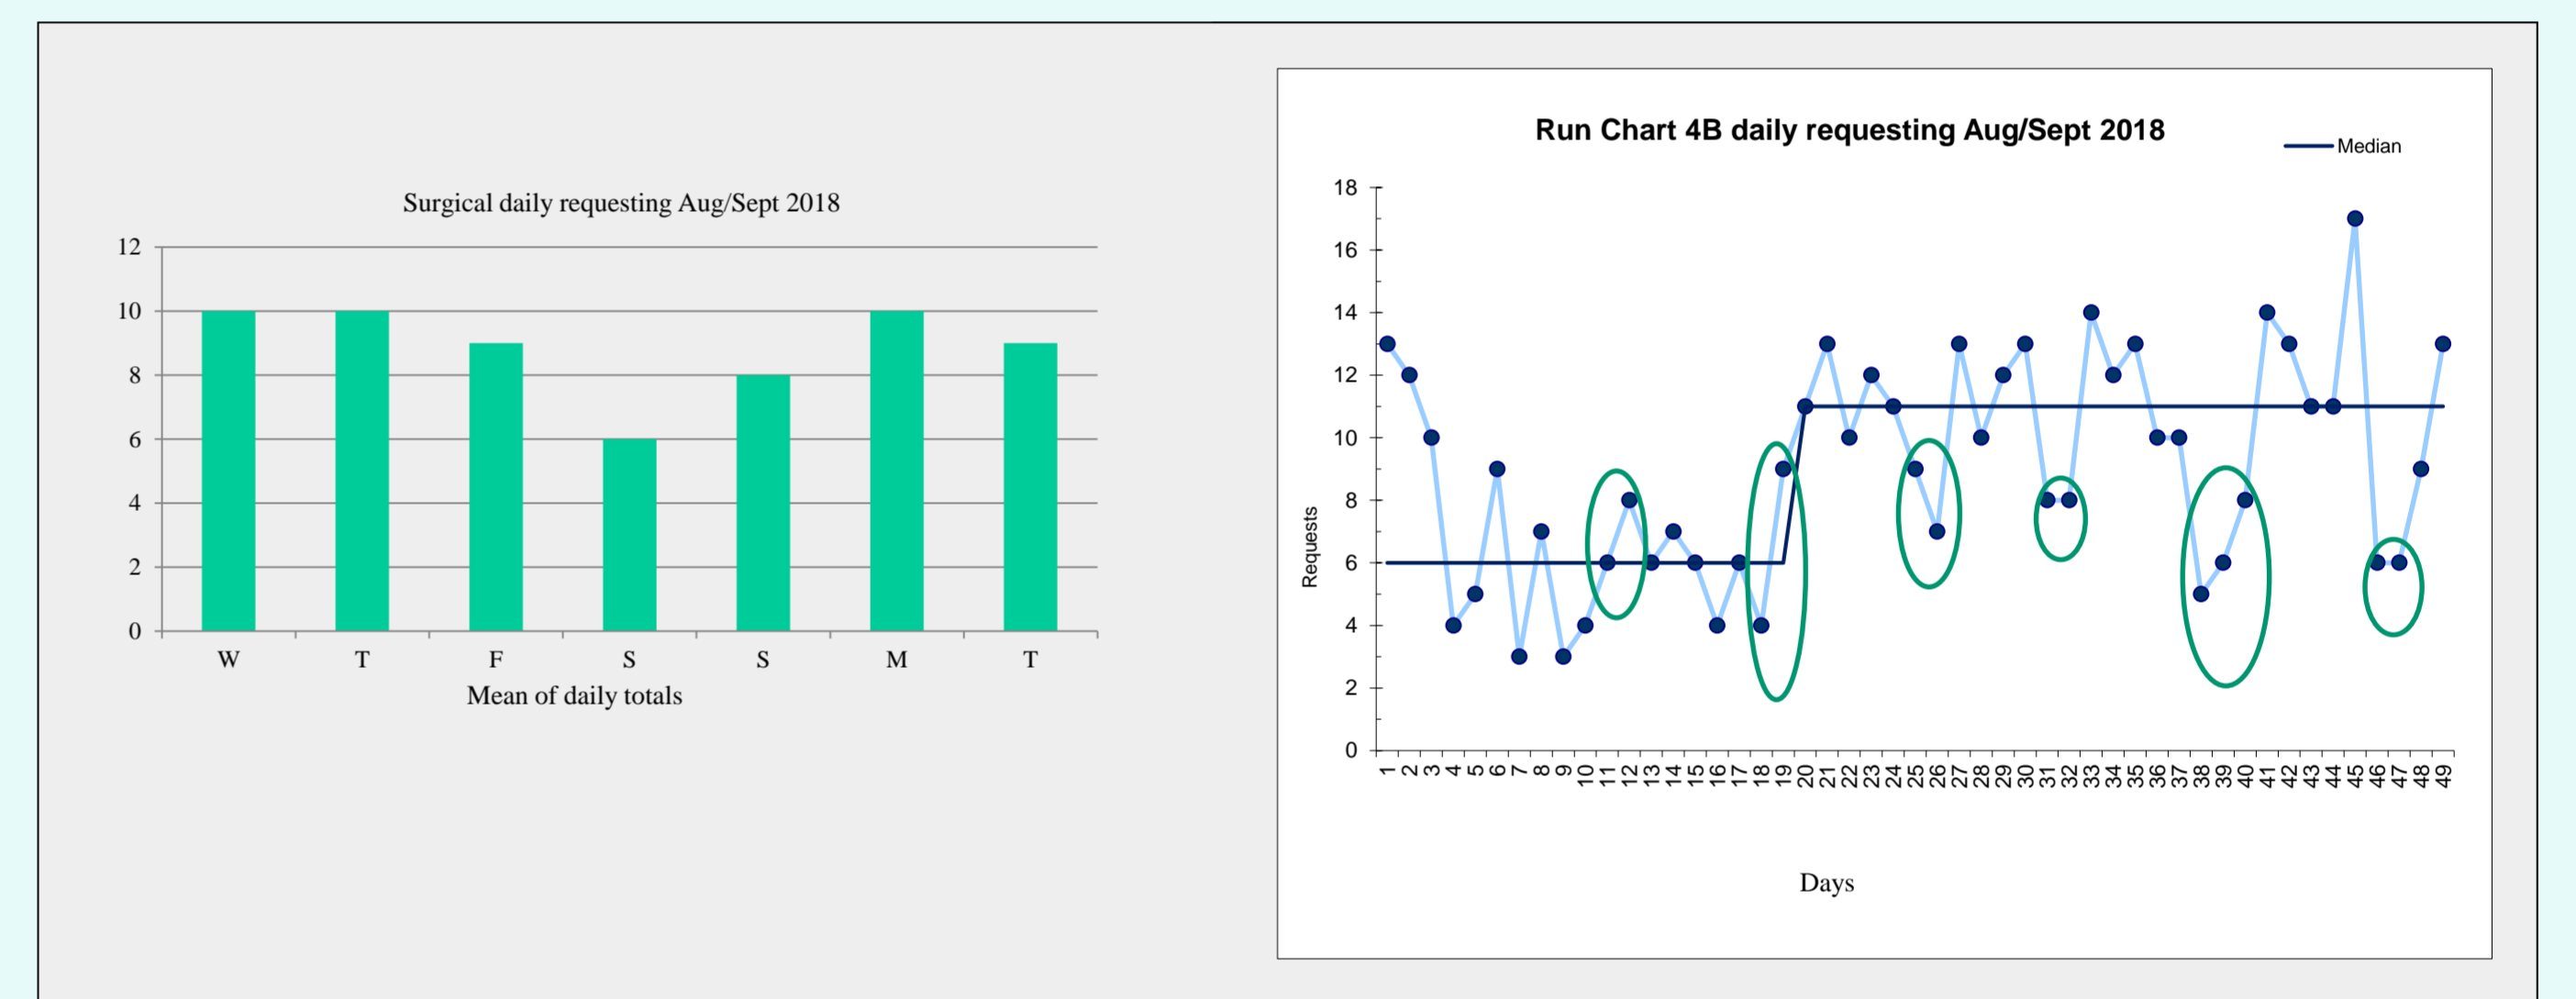 Surgical daily requesting Aug/Sept 2018
12
10
8
6
4
2
0
W T F S S M T
Mean of daily totals
Run Chart 4B daily requesting Aug/Sept 2018
Median
18
16
14
12
10
8
6
4
2
0
Requests
1 2 3 4 5 6 7 8 9 10 11 12 13 14 15 16 17 18 19 20 21 22 23 24 25 26 27 28 29 30 31 32 33 34 35 36 37 38 39 40 41 42 43 44 45 46 47 48 49
Days